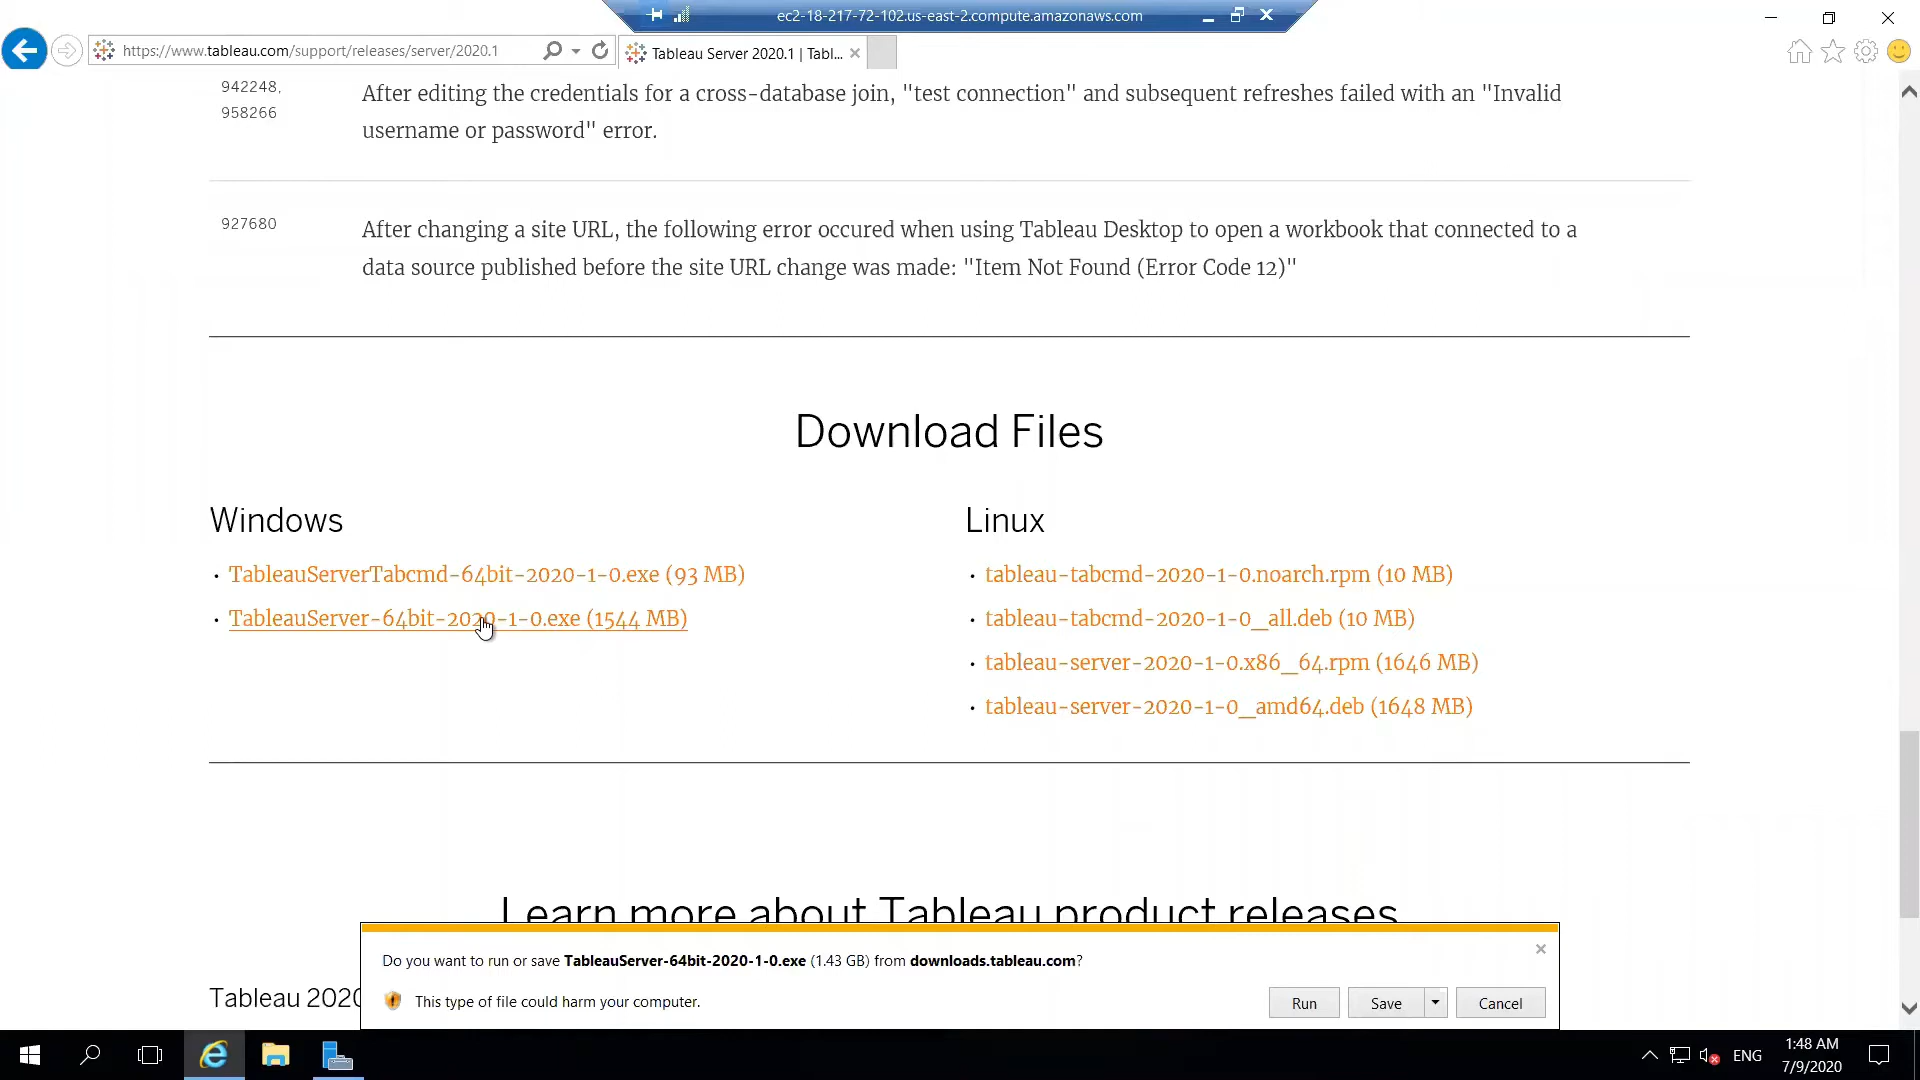 ec2-18-217-72-102.us-east-2.compute.amazonaws.com
https://www.tableau.com/support/releases/server/2020.1
Tableau Server 2020.1 | Tabl...
942248,
958266
After editing the credentials for a cross-database join, "test connection" and subsequent refreshes failed with an "Invalid
username or password" error.
927680
After changing a site URL, the following error occured when using Tableau Desktop to open a workbook that connected to a
data source published before the site URL change was made: "Item Not Found (Error Code 12)"
Download Files
Windows
• TableauServerTabcmd-64bit-2020-1-0.exe (93 MB)
• TableauServer-64bit-2020-1-0.exe (1544 MB)
Linux
• tableau-tabcmd-2020-1-0.noarch.rpm (10 MB)
• tableau-tabcmd-2020-1-0_all.deb (10 MB)
• tableau-server-2020-1-0.x86_64.rpm (1646 MB)
• tableau-server-2020-1-0_amd64.deb (1648 MB)
Learn more about Tableau product releases
Tableau 2020
Do you want to run or save TableauServer-64bit-2020-1-0.exe (1.43 GB) from downloads.tableau.com?
This type of file could harm your computer.
Run
Save
Cancel
ENG
1:48 AM
7/9/2020